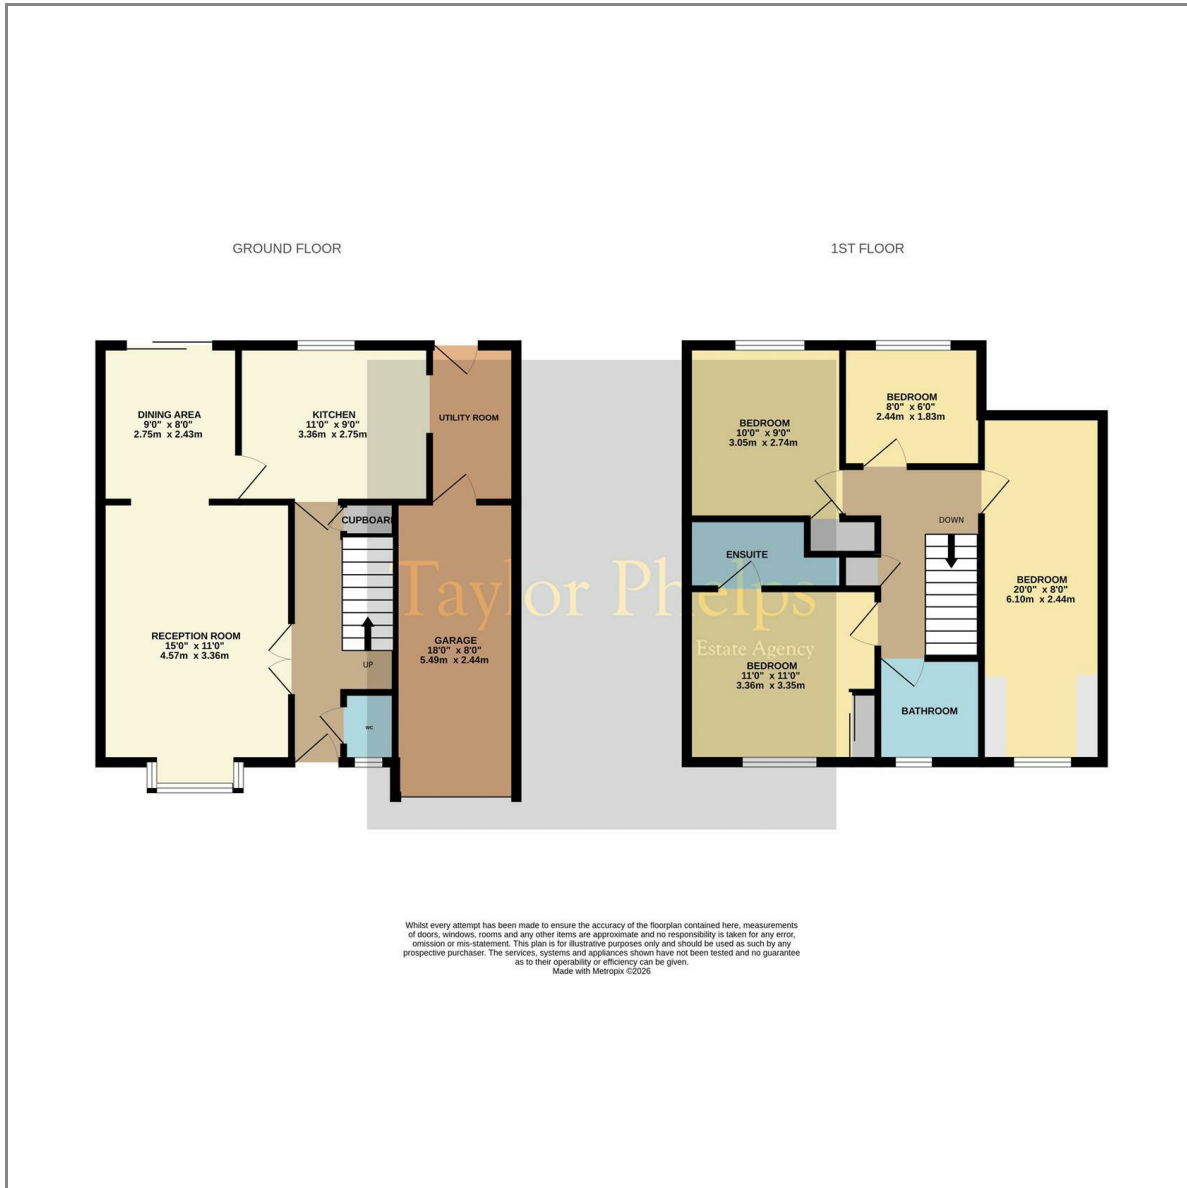 GROUND FLOOR
1ST FLOOR
DINING AREA
9'0" x 8'0"
2.75m x 2.43m
KITCHEN
11'0" x 9'0"
3.36m x 2.75m
UTILITY ROOM
CUPBOARD
RECEPTION ROOM
15'0" x 11'0"
4.57m x 3.36m
UP
WC
GARAGE
18'0" x 8'0"
5.49m x 2.44m
BEDROOM
10'0" x 9'0"
3.05m x 2.74m
BEDROOM
8'0" x 6'0"
2.44m x 1.83m
DOWN
ENSUITE
BEDROOM
20'0" x 8'0"
6.10m x 2.44m
BEDROOM
11'0" x 11'0"
3.36m x 3.35m
BATHROOM
Taylor Phelps
Estate Agency
Whilst every attempt has been made to ensure the accuracy of the floorplan contained here, measurements
of doors, windows, rooms and any other items are approximate and no responsibility is taken for any error,
omission or mis-statement. This plan is for illustrative purposes only and should be used as such by any
prospective purchaser. The services, systems and appliances shown have not been tested and no guarantee
as to their operability or efficiency can be given.
Made with Metropix ©2026